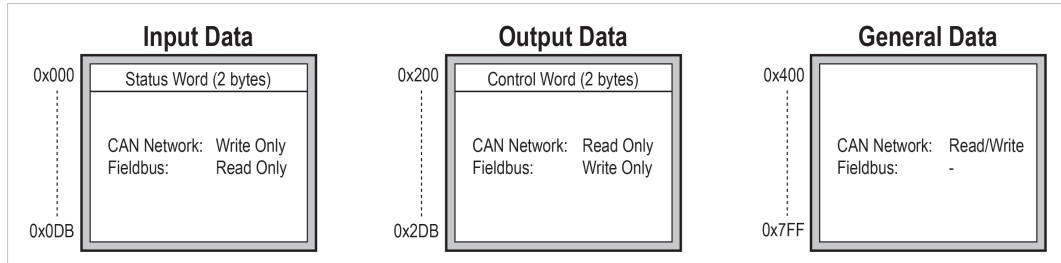 Input Data
0x000
Status Word (2 bytes)
CAN Network: Write Only
Fieldbus: Read Only
0x0DB
Output Data
0x200
Control Word (2 bytes)
CAN Network: Read Only
Fieldbus: Write Only
0x2DB
General Data
0x400
CAN Network: Read/Write
Fieldbus: -
0x7FF